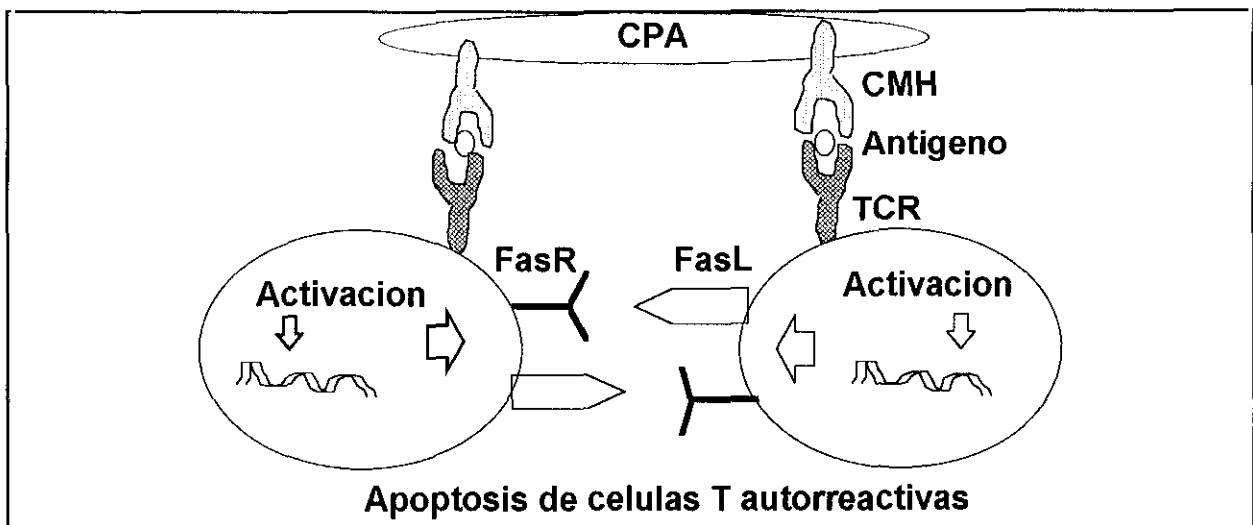 CPA
CMH
Antigeno
TCR
FasR
FasL
Activacion
Activacion
Apoptosis de celulas T autorreactivas